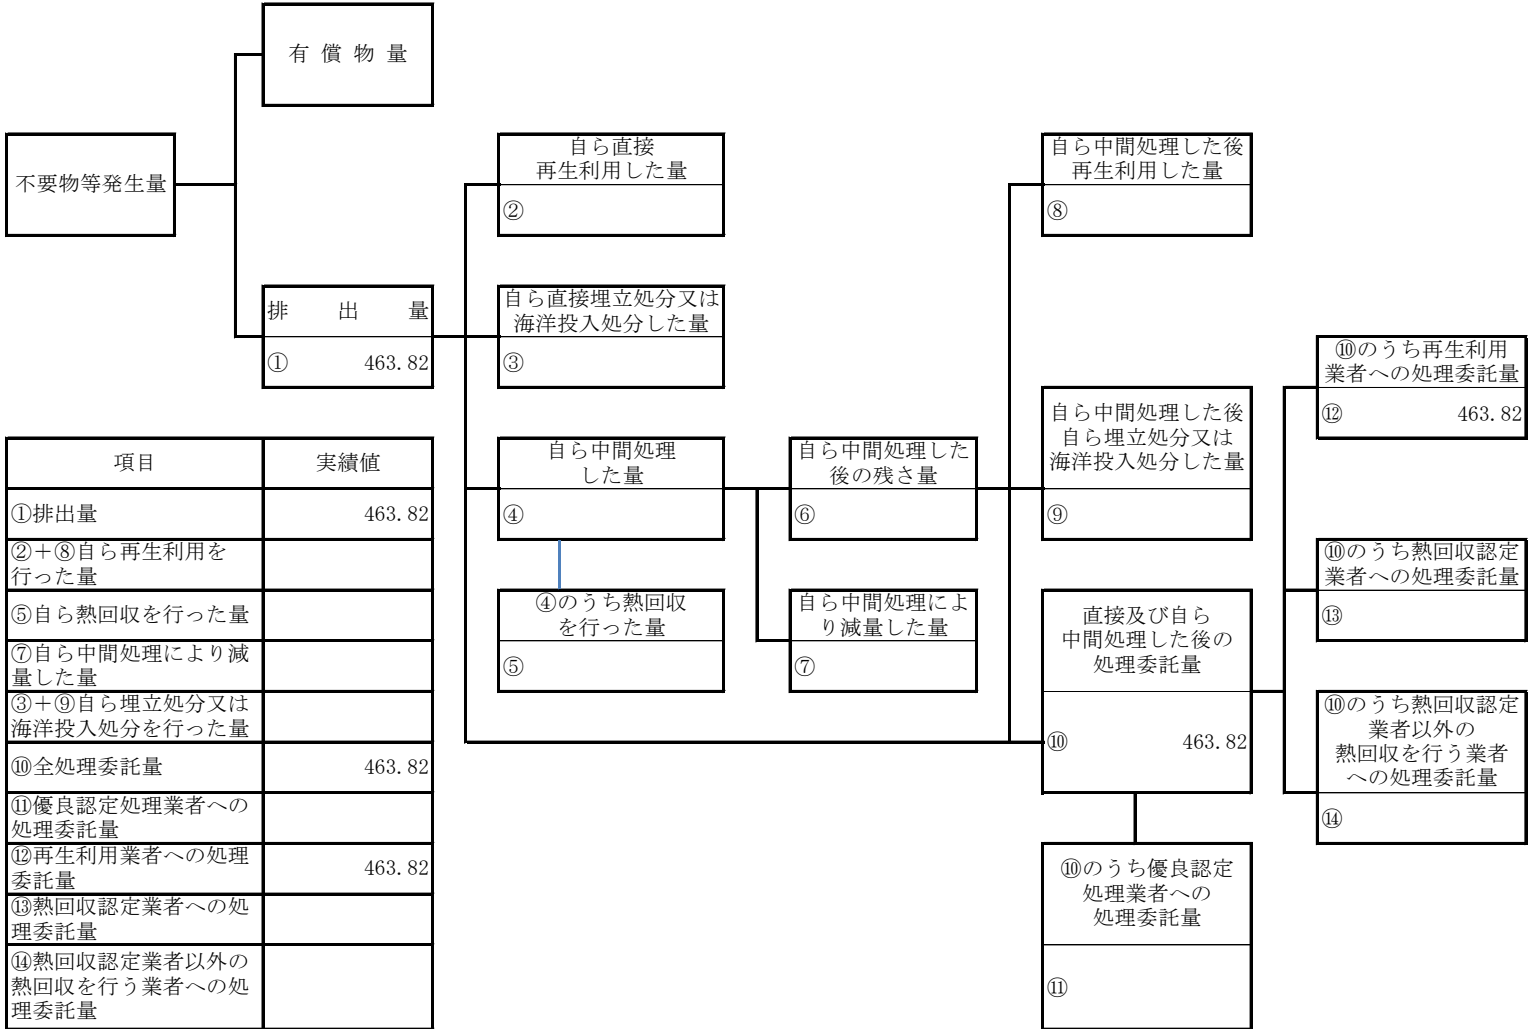 有 償 物 量
不要物等発生量
自ら直接
再生利用した量
②
自ら中間処理した後
再生利用した量
⑧
排 出 量
① 463.82
自ら直接埋立処分又は
海洋投入処分した量
③
⑩のうち再生利用
業者への処理委託量
⑫ 463.82
自ら中間処理
した量
④
自ら中間処理した
後の残さ量
⑥
自ら中間処理した後
自ら埋立処分又は
海洋投入処分した量
⑨
④のうち熱回収
を行った量
⑤
自ら中間処理によ
り減量した量
⑦
直接及び自ら
中間処理した後の
処理委託量
⑩ 463.82
⑩のうち熱回収認定
業者への処理委託量
⑬
⑩のうち熱回収認定
業者以外の
熱回収を行う業者
への処理委託量
⑭
⑩のうち優良認定
処理業者への
処理委託量
⑪
項目 実績値
①排出量 463.82
②＋⑧自ら再生利用を
行った量
⑤自ら熱回収を行った量
⑦自ら中間処理により減
量した量
③＋⑨自ら埋立処分又は
海洋投入処分を行った量
⑩全処理委託量 463.82
⑪優良認定処理業者への
処理委託量
⑫再生利用業者への処理
委託量 463.82
⑬熱回収認定業者への処
理委託量
⑭熱回収認定業者以外の
熱回収を行う業者への処
理委託量